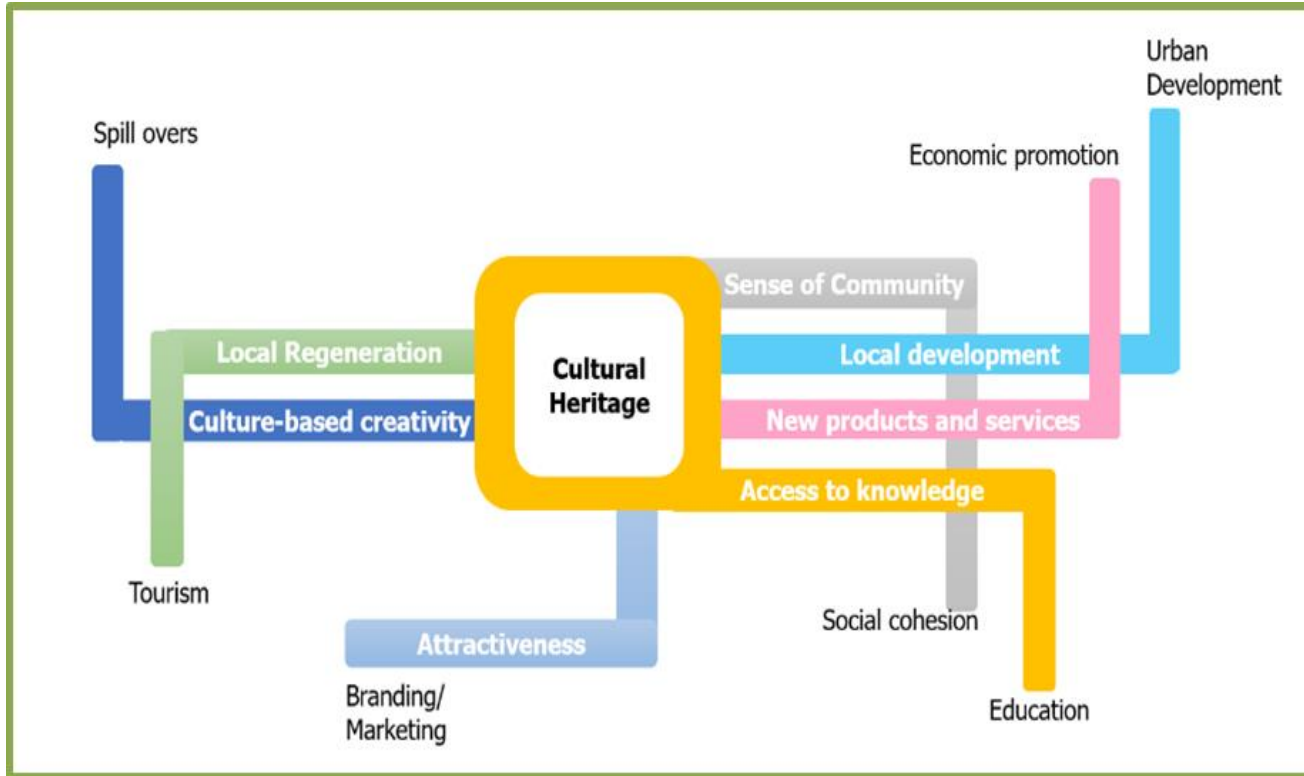 Urban
Development
Spill overs
Economic promotion
Sense of Community
Local Regeneration
Cultural
Heritage
Local development
Culture-based creativity
New products and services
Access to knowledge
Tourism
Social cohesion
Attractiveness
Branding/
Marketing
Education